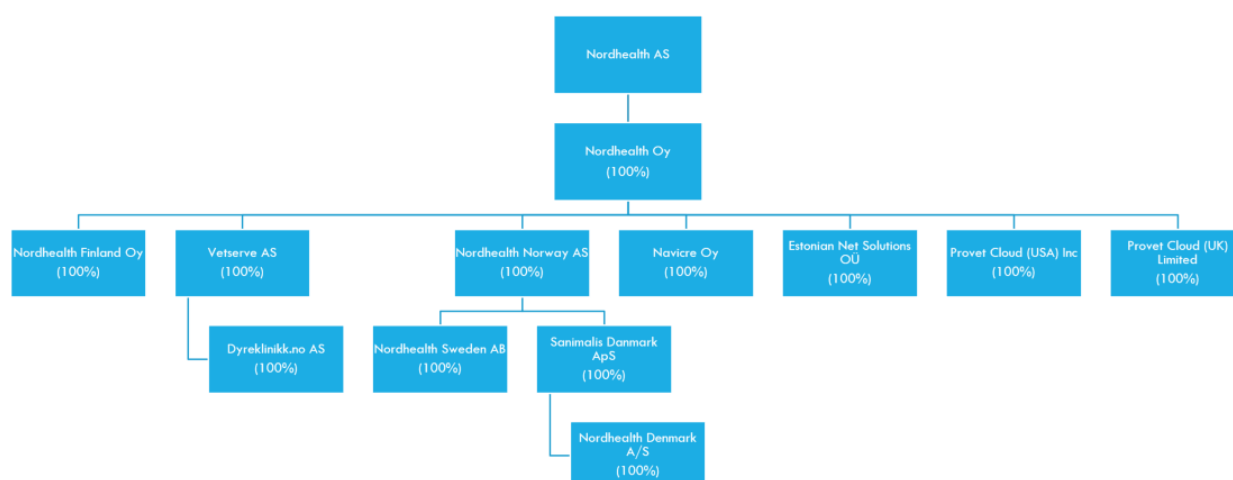 Nordhealth AS
Nordhealth Oy
(100%)
Nordhealth Finland Oy
(100%)
Vetserve AS
(100%)
Nordhealth Norway AS
(100%)
Navicre Oy
(100%)
Estonian Net Solutions
OÜ
(100%)
Provet Cloud (USA) Inc
(100%)
Provet Cloud (UK)
Limited
(100%)
Dyreklinikk.no AS
(100%)
Nordhealth Sweden AB
(100%)
Sanimalis Danmark
ApS
(100%)
Nordhealth Denmark
A/S
(100%)